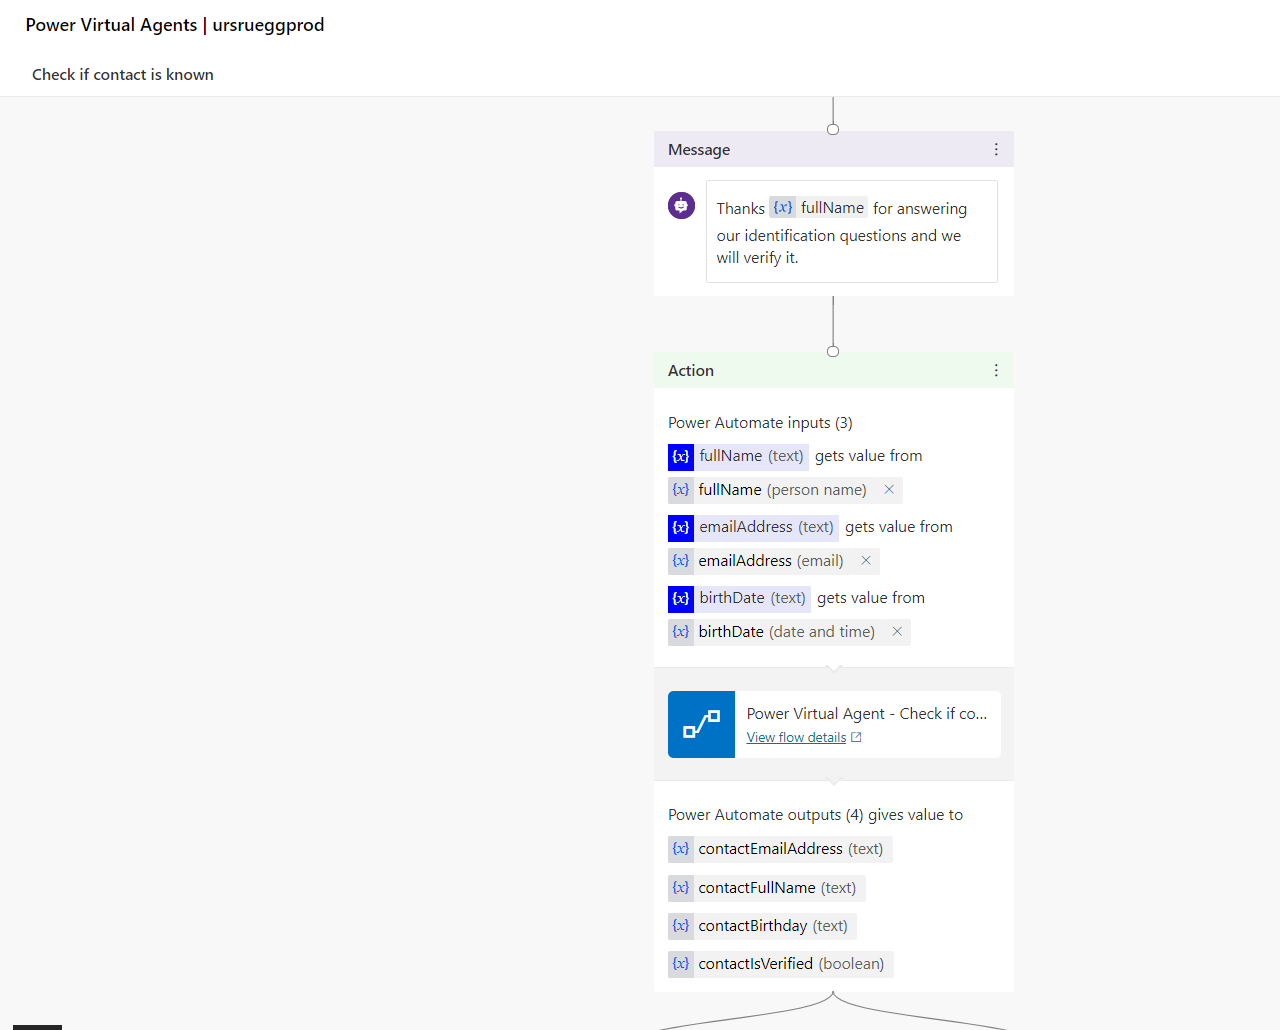 Power Virtual Agents | ursrueggprod
Check if contact is known
Message
Thanks {x} fullName for answering
our identification questions and we
will verify it.
Action
Power Automate inputs (3)
{x} fullName (text) gets value from
{x} fullName (person name)
{x} emailAddress (text) gets value from
{x} emailAddress (email)
{x} birthDate (text) gets value from
{x} birthDate (date and time)
Power Virtual Agent - Check if co...
View flow details
Power Automate outputs (4) gives value to
{x} contactEmailAddress (text)
{x} contactFullName (text)
{x} contactBirthday (text)
{x} contactIsVerified (boolean)